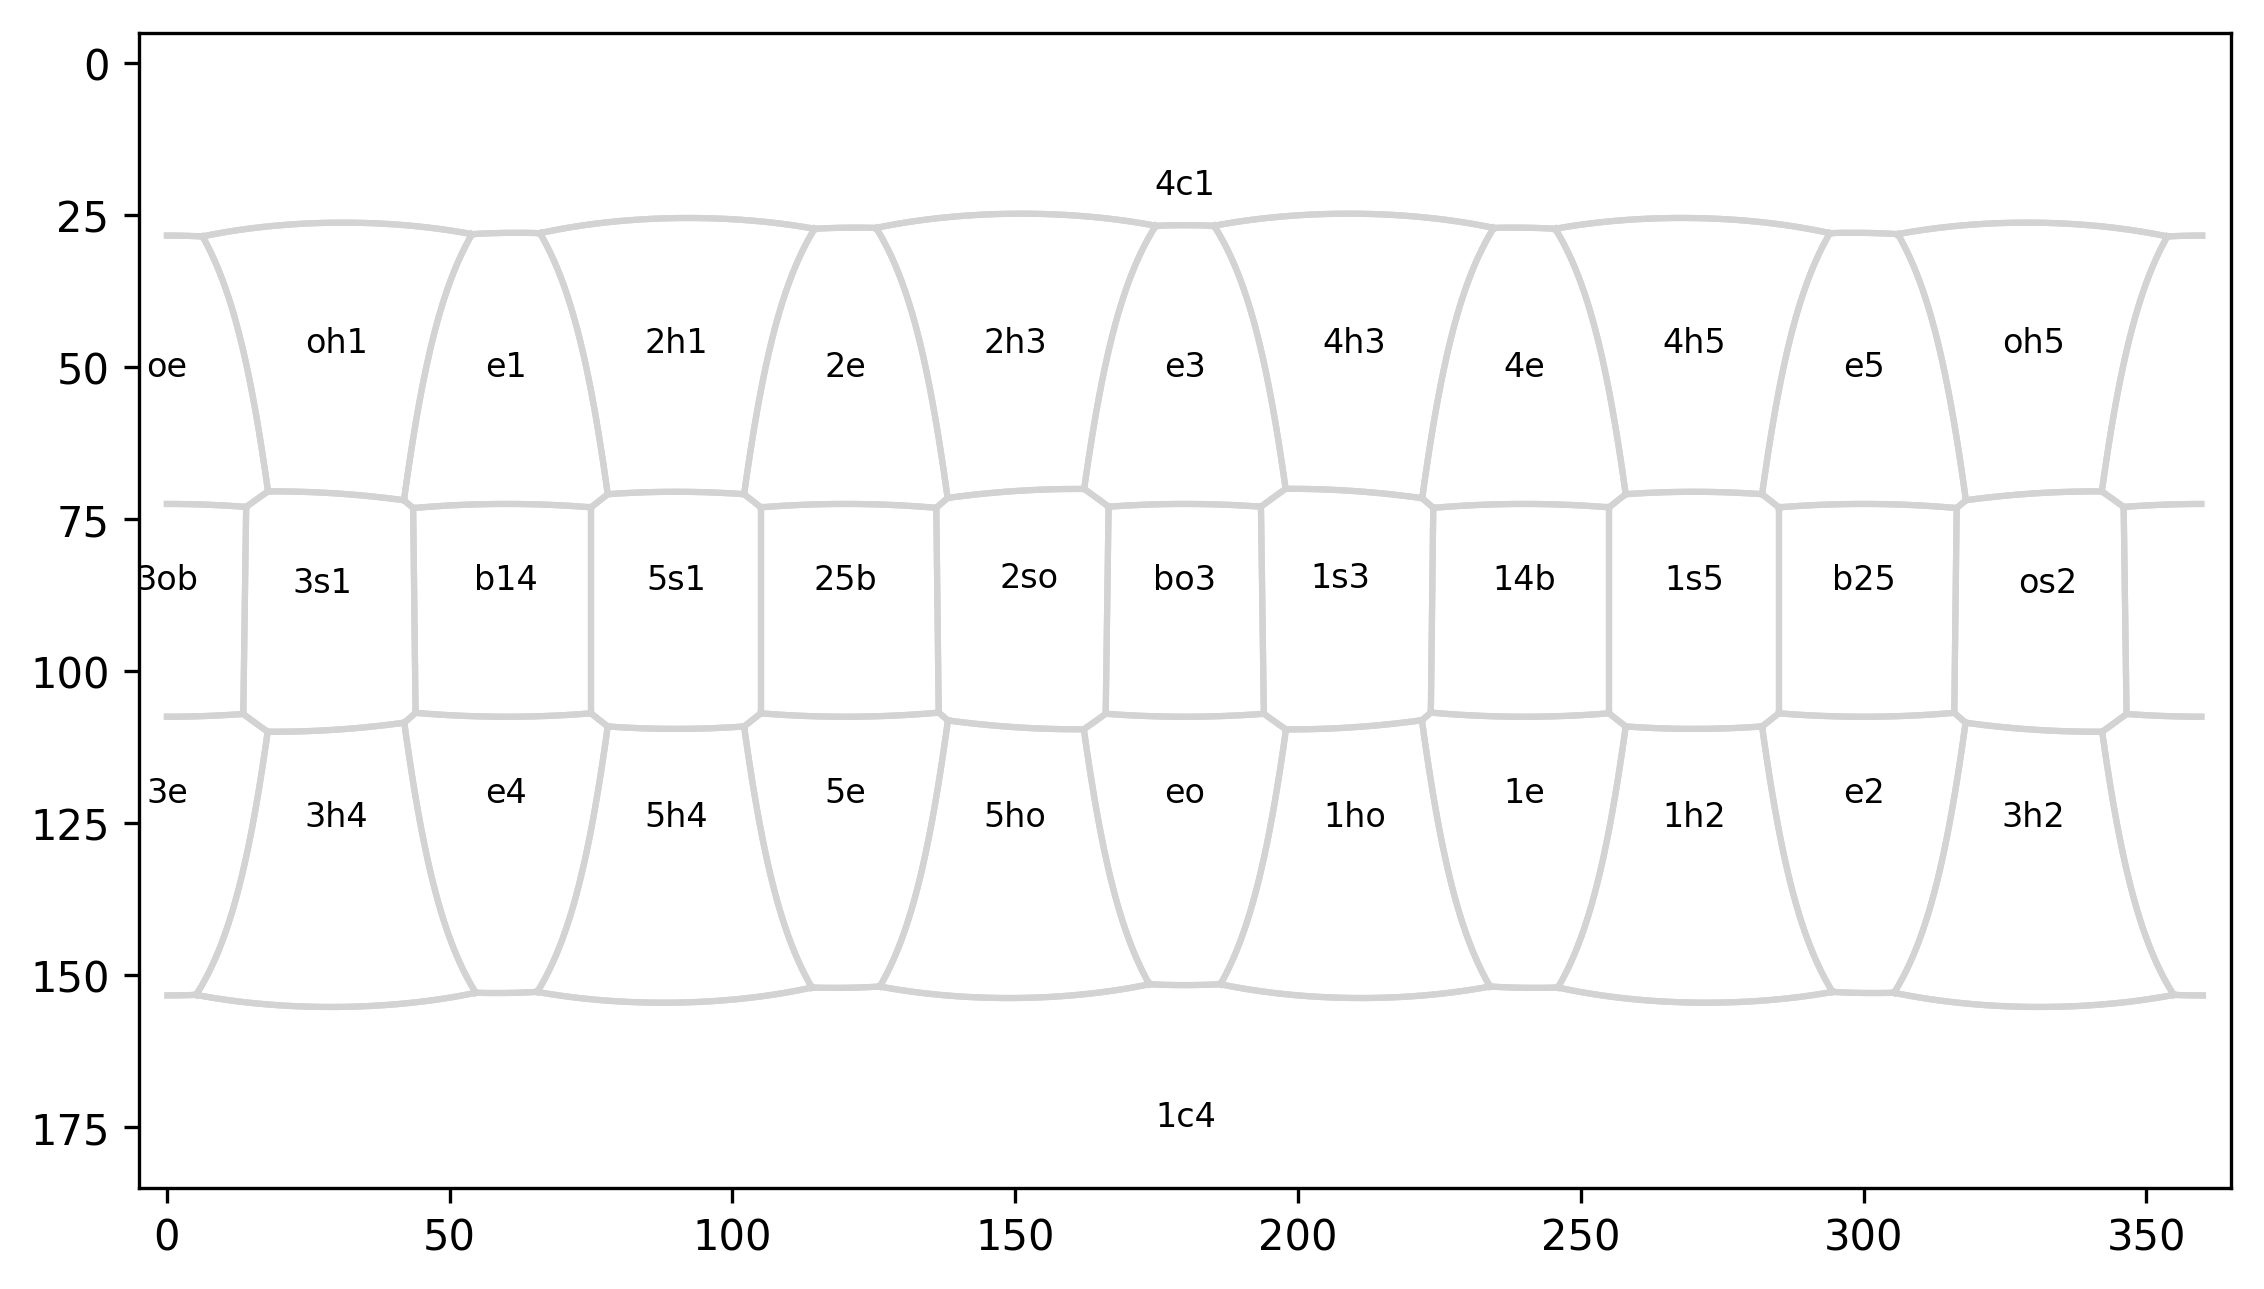 0
4c1
25
oh1 2h1 2h3 4h3 4h5 oh5
50 oe e1 2e e3 4e e5
75
3ob 3s1 b14 5s1 25b 2so bo3 1s3 14b 1s5 b25 os2
100
3e e4 5e eo 1e e2
125 3h4 5h4 5ho 1ho 1h2 3h2
150
175 1c4
0 50 100 150 200 250 300 350